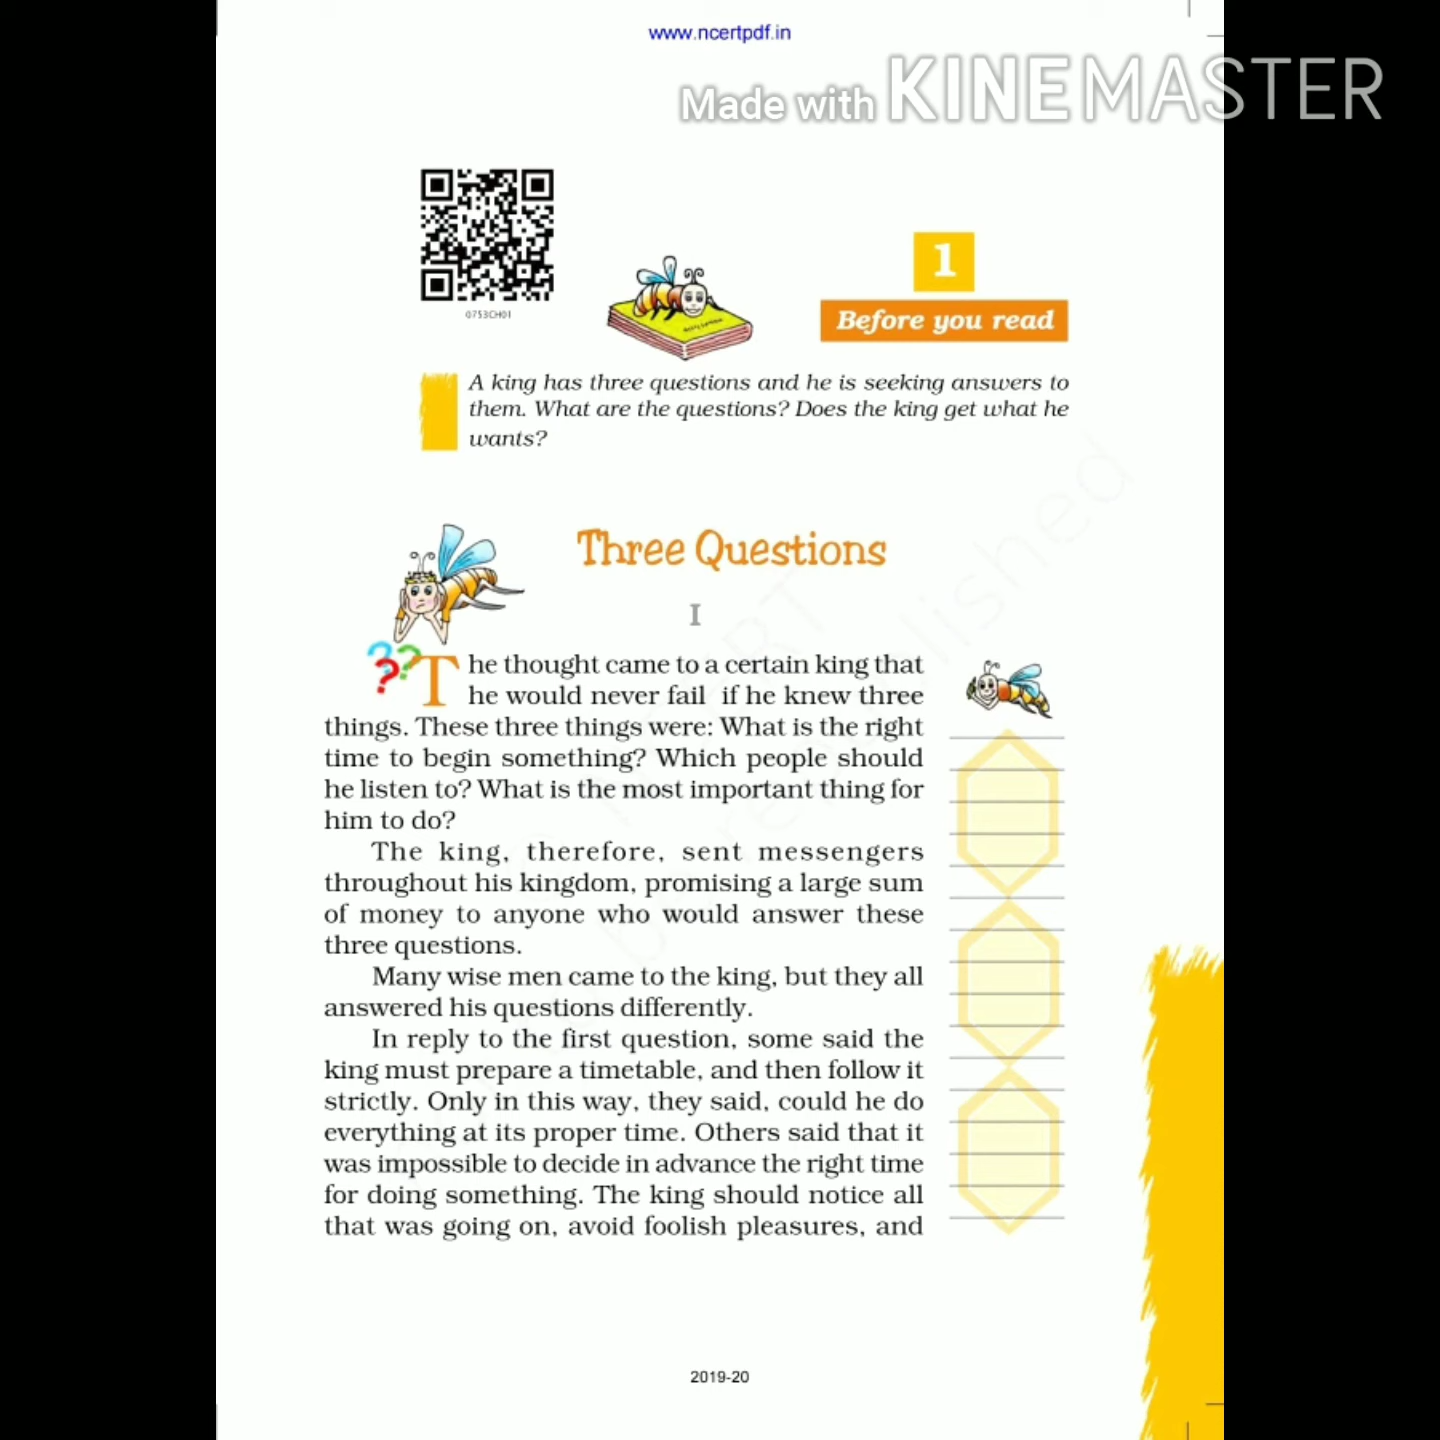 www.ncertpdf.in
Made with KINEMASTER
0753CH01
1
Before you read
A king has three questions and he is seeking answers to
them. What are the questions? Does the king get what he
wants?
Three Questions
I
The thought came to a certain king that
he would never fail if he knew three
things. These three things were: What is the right
time to begin something? Which people should
he listen to? What is the most important thing for
him to do?
The king, therefore, sent messengers
throughout his kingdom, promising a large sum
of money to anyone who would answer these
three questions.
Many wise men came to the king, but they all
answered his questions differently.
In reply to the first question, some said the
king must prepare a timetable, and then follow it
strictly. Only in this way, they said, could he do
everything at its proper time. Others said that it
was impossible to decide in advance the right time
for doing something. The king should notice all
that was going on, avoid foolish pleasures, and
2019-20